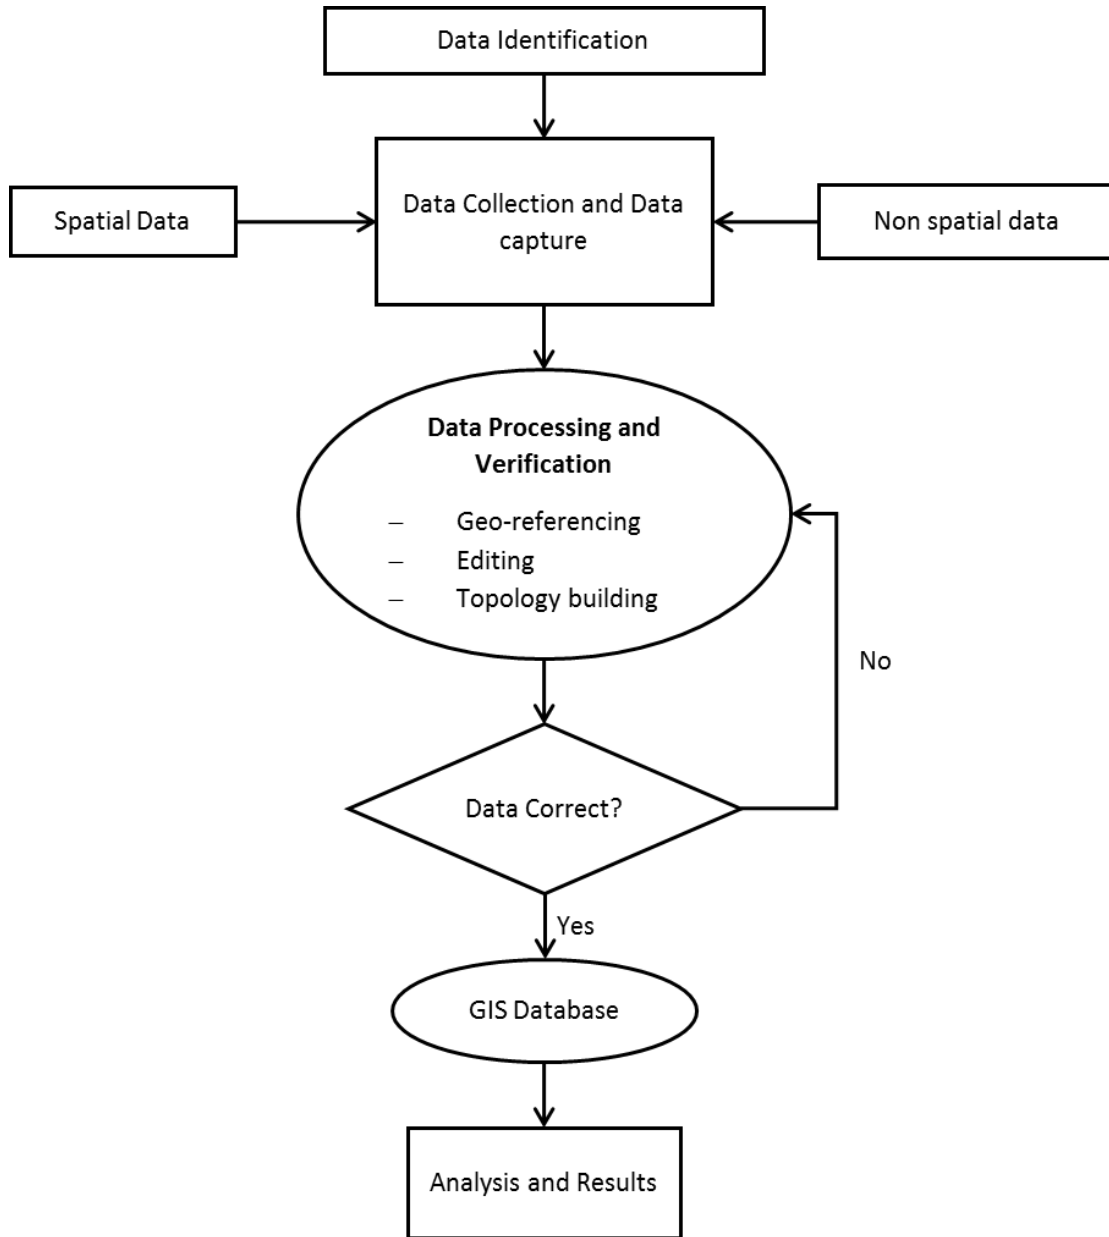 Data Identification
Spatial Data
Data Collection and Data
capture
Non spatial data
Data Processing and
Verification
– Geo-referencing
– Editing
– Topology building
No
Data Correct?
Yes
GIS Database
Analysis and Results